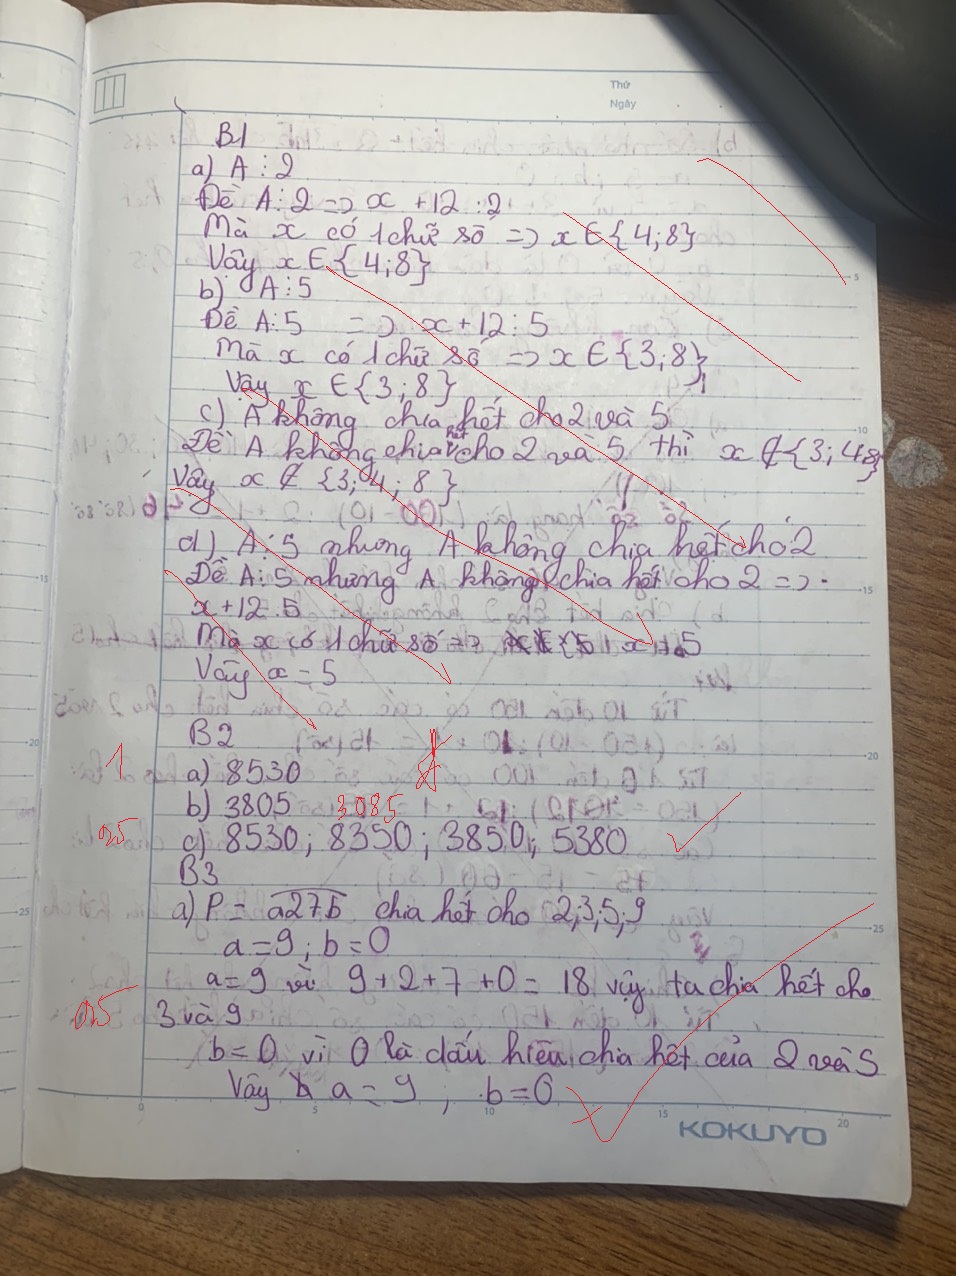 Thứ
Ngày
B1
a) A ⋮ 2
Để A ⋮ 2 => x + 12 ⋮ 2
Mà x có 1 chữ số => x ∈ {4; 8}
Vậy x ∈ {4; 8}
b) A ⋮ 5
Để A ⋮ 5 => x + 12 ⋮ 5
Mà x có 1 chữ số => x ∈ {3; 8}
Vậy x ∈ {3; 8}
c) A không chia hết cho 2 và 5
Để A không chia hết cho 2 và 5 thì x ∉ {3; 4; 8}
Vậy x ∉ {3; 4; 8}
d) A ⋮ 5 nhưng A không chia hết cho 2
Để A ⋮ 5 nhưng A không chia hết cho 2 =>
x + 12 ⋮ 5
Mà x có 1 chữ số
Vậy x = 5
B2
1 a) 8530
b) 3805 3085
025 c) 8530; 8350; 3850; 5380
B3
a) P = a27b chia hết cho 2,3,5,9
a = 9; b = 0
a = 9 vì 9 + 2 + 7 + 0 = 18 vậy ta chia hết cho
025 3 và 9
b = 0 vì 0 là dấu hiệu chia hết của 2 và 5
Vậy a = 9 ; b = 0
KOKUYO